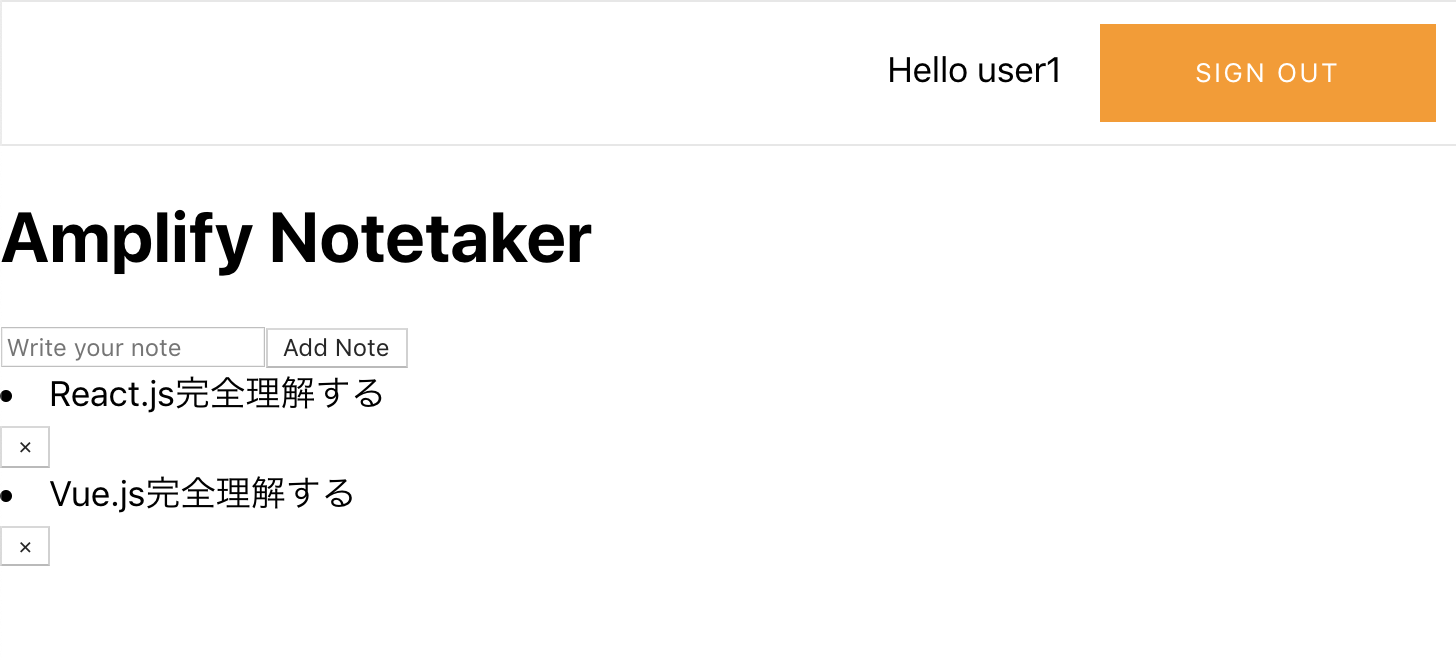 Hello user1 SIGN OUT
Amplify Notetaker
Write your note Add Note
• React.js完全理解する
×
• Vue.js完全理解する
×